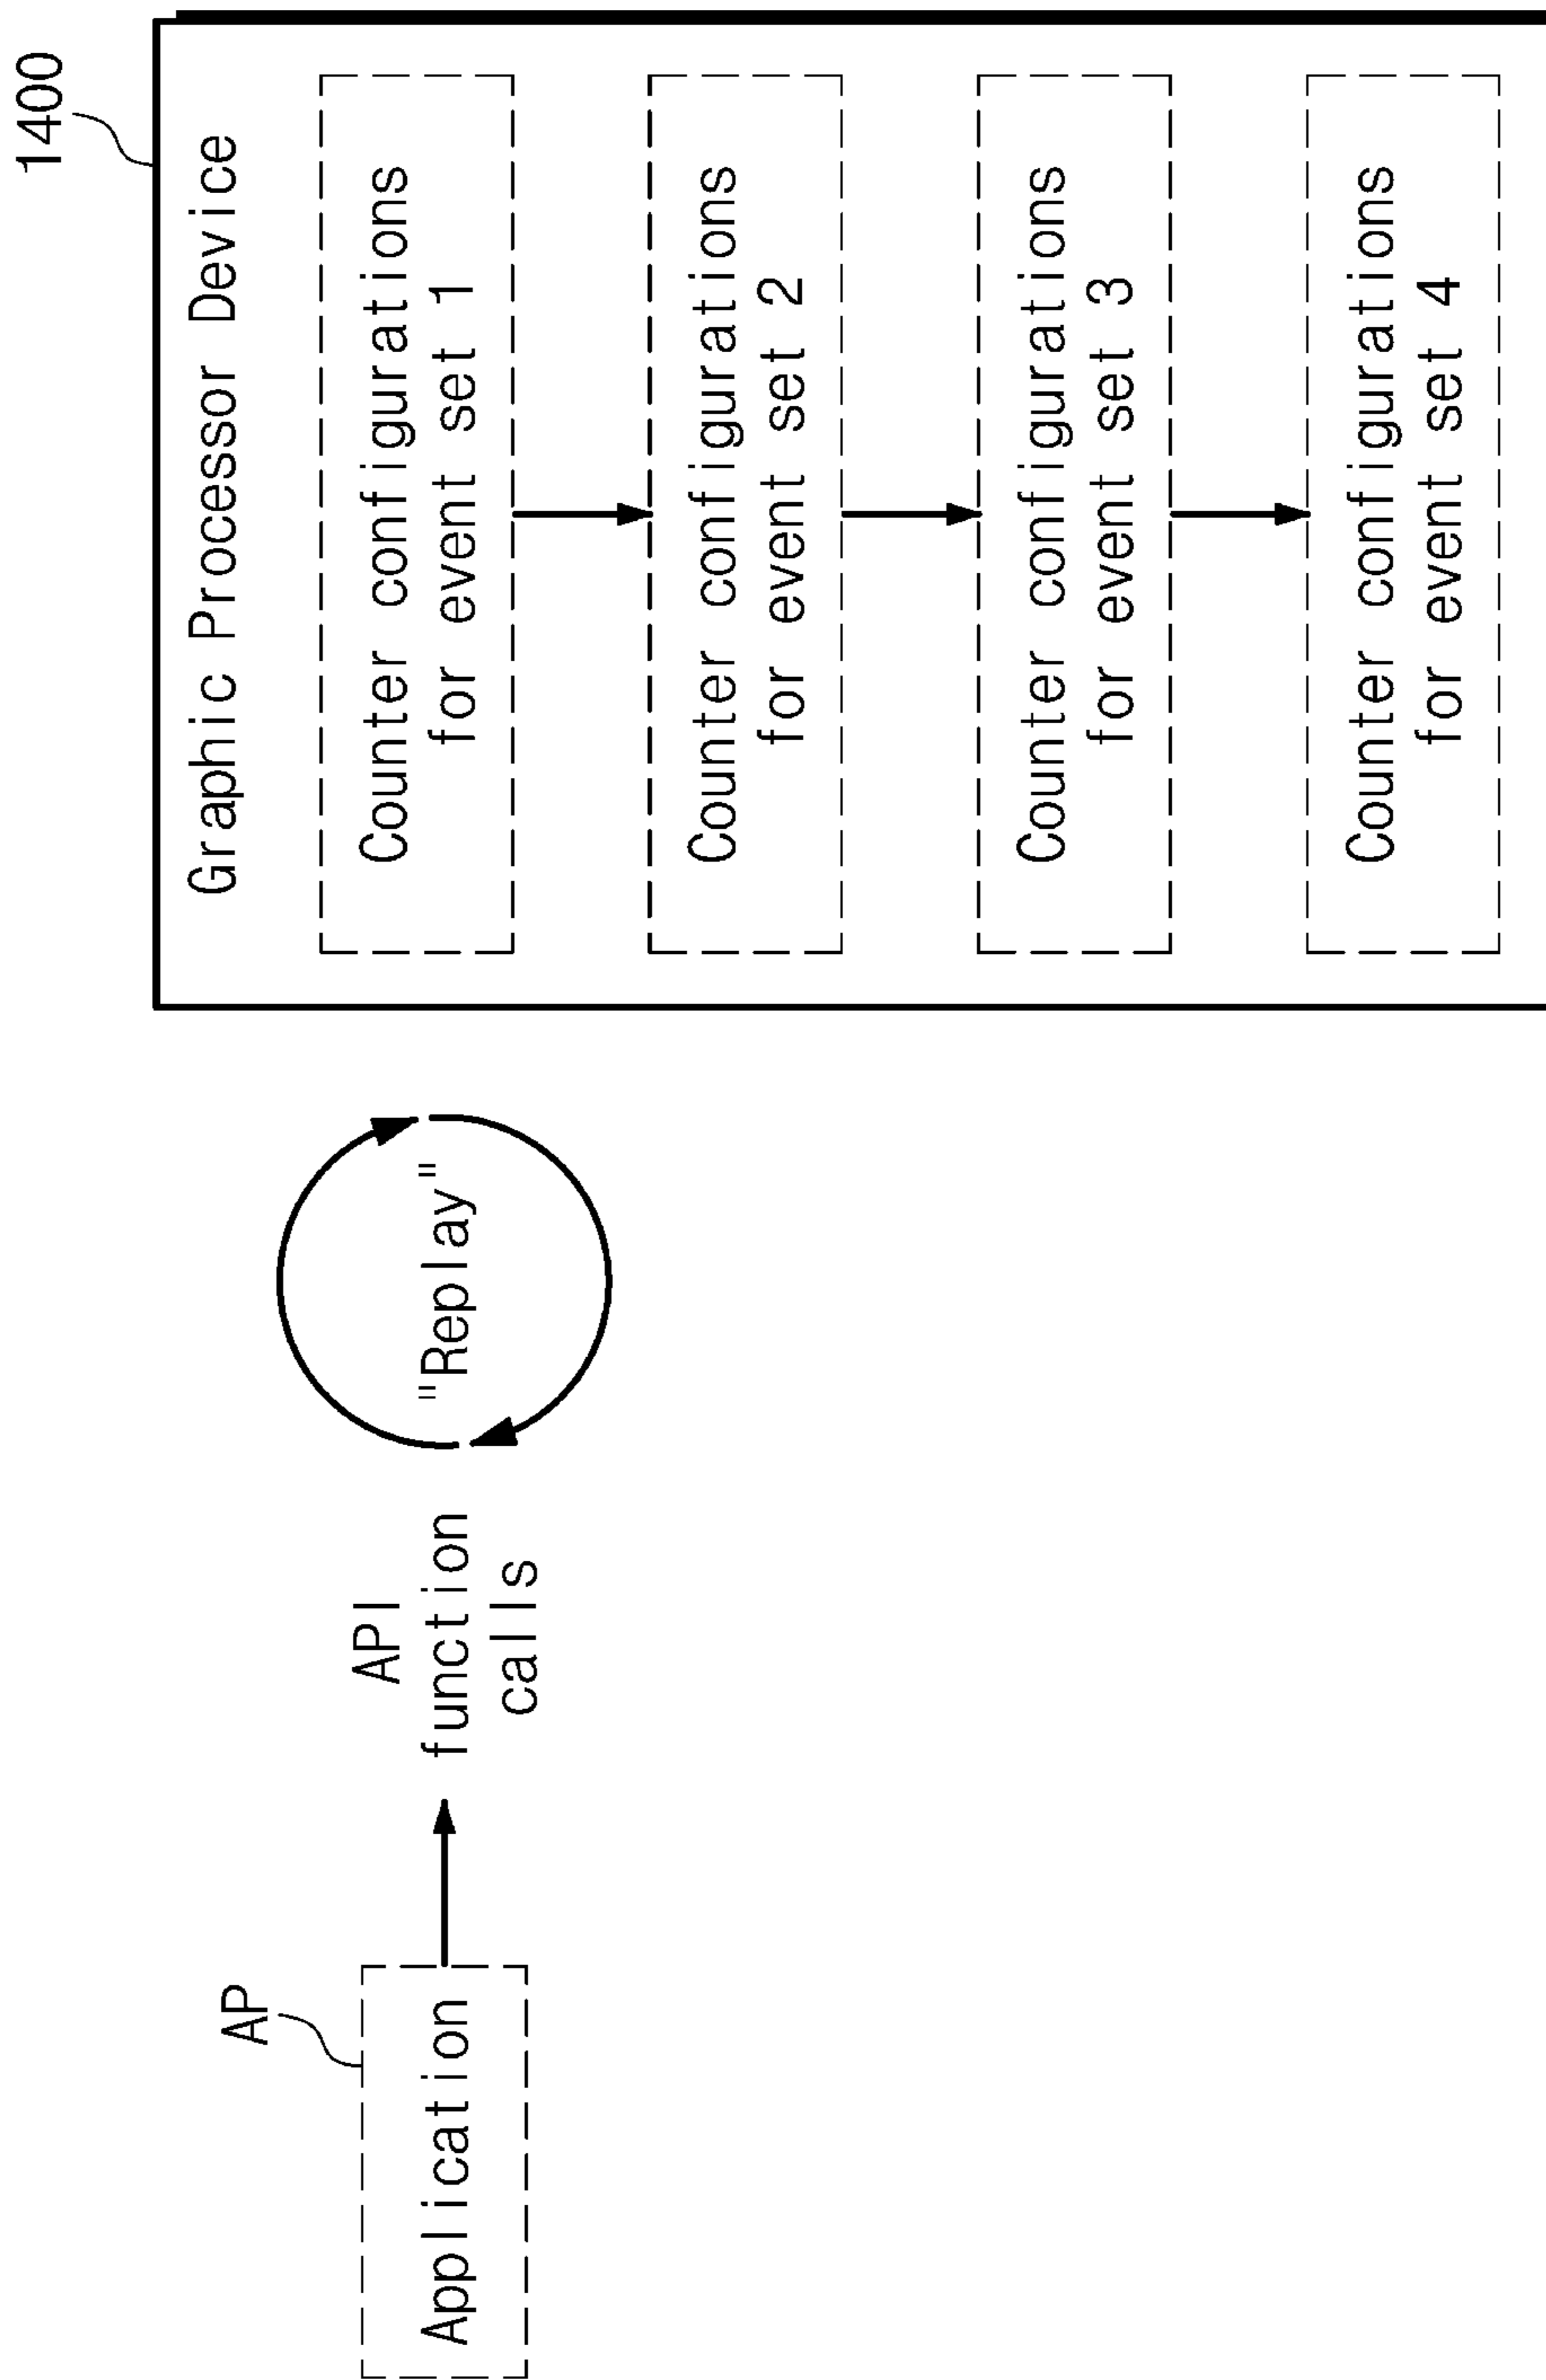 AP
Application
API
function
calls
"Replay"
1400
Graphic Processor Device
Counter configurations
for event set 1
Counter configurations
for event set 2
Counter configurations
for event set 3
Counter configurations
for event set 4